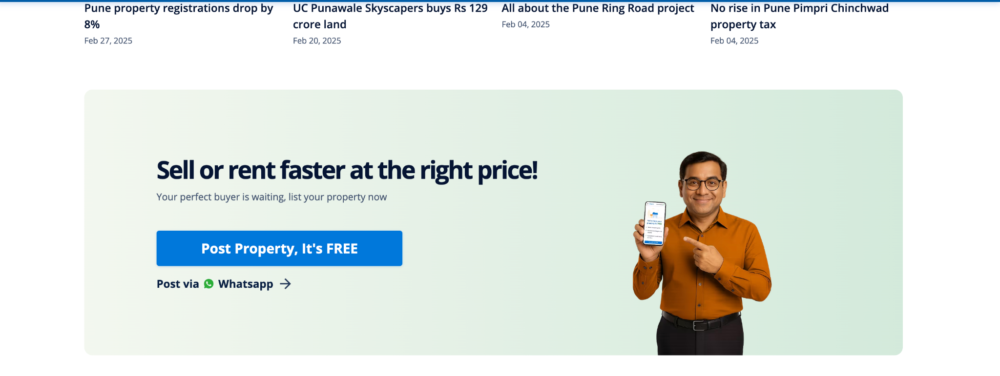 Pune property registrations drop by
8%
Feb 27, 2025
UC Punawale Skyscapers buys Rs 129
crore land
Feb 20, 2025
All about the Pune Ring Road project
Feb 04, 2025
No rise in Pune Pimpri Chinchwad
property tax
Feb 04, 2025
Sell or rent faster at the right price!
Your perfect buyer is waiting, list your property now
Post Property, It's FREE
Post via Whatsapp